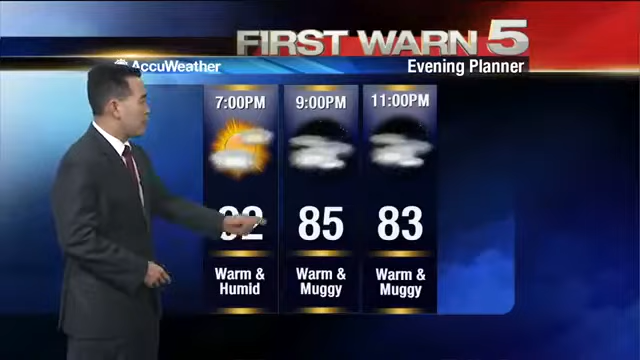 FIRST WARN 5
AccuWeather
Evening Planner
7:00PM 9:00PM 11:00PM
92 85 83
Warm & Warm & Warm &
Humid Muggy Muggy